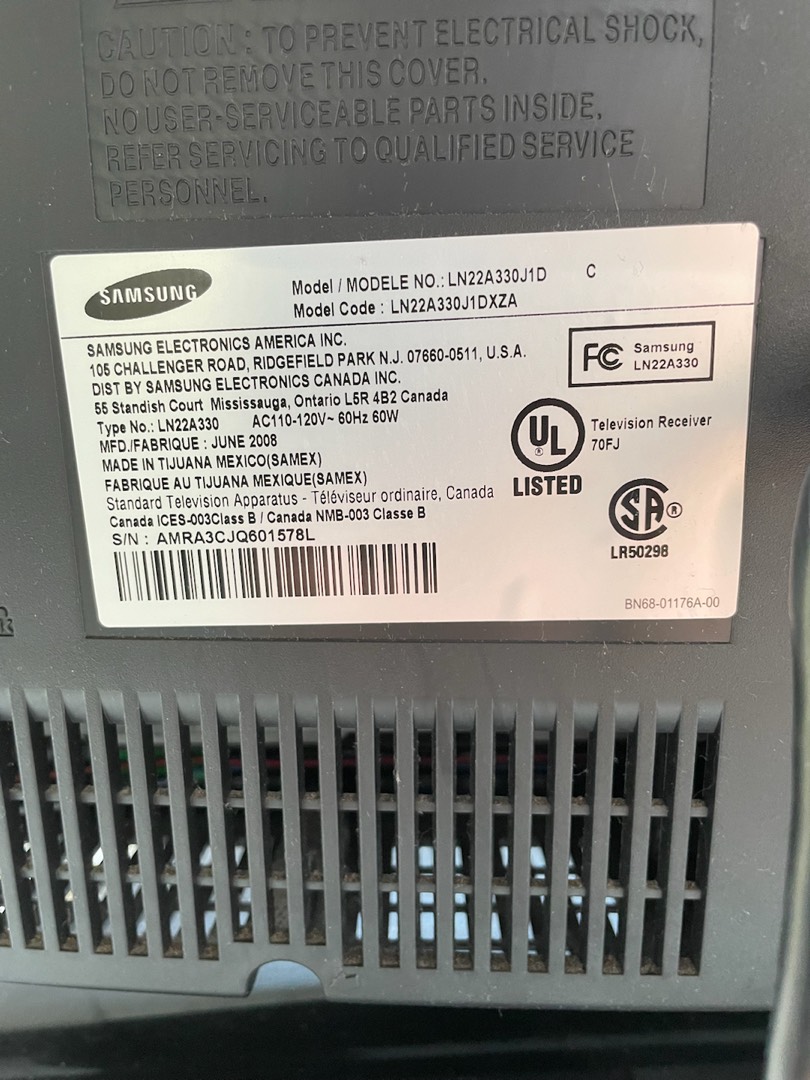 CAUTION : TO PREVENT ELECTRICAL SHOCK,
DO NOT REMOVE THIS COVER.
NO USER-SERVICEABLE PARTS INSIDE.
REFER SERVICING TO QUALIFIED SERVICE
PERSONNEL.
SAMSUNG
Model / MODELE NO.: LN22A330J1D C
Model Code : LN22A330J1DXZA
SAMSUNG ELECTRONICS AMERICA INC.
105 CHALLENGER ROAD, RIDGEFIELD PARK N.J. 07660-0511, U.S.A.
DIST BY SAMSUNG ELECTRONICS CANADA INC.
55 Standish Court Mississauga, Ontario L5R 4B2 Canada
Type No.: LN22A330 AC110-120V~ 60Hz 60W
MFD./FABRIQUE : JUNE 2008
MADE IN TIJUANA MEXICO(SAMEX)
FABRIQUE AU TIJUANA MEXIQUE(SAMEX)
Standard Television Apparatus - Téléviseur ordinaire, Canada
Canada ICES-003Class B / Canada NMB-003 Classe B
S/N : AMRA3CJQ601578L
FC Samsung
LN22A330
UL ®
LISTED
Television Receiver
70FJ
SA ®
LR50298
BN68-01176A-00